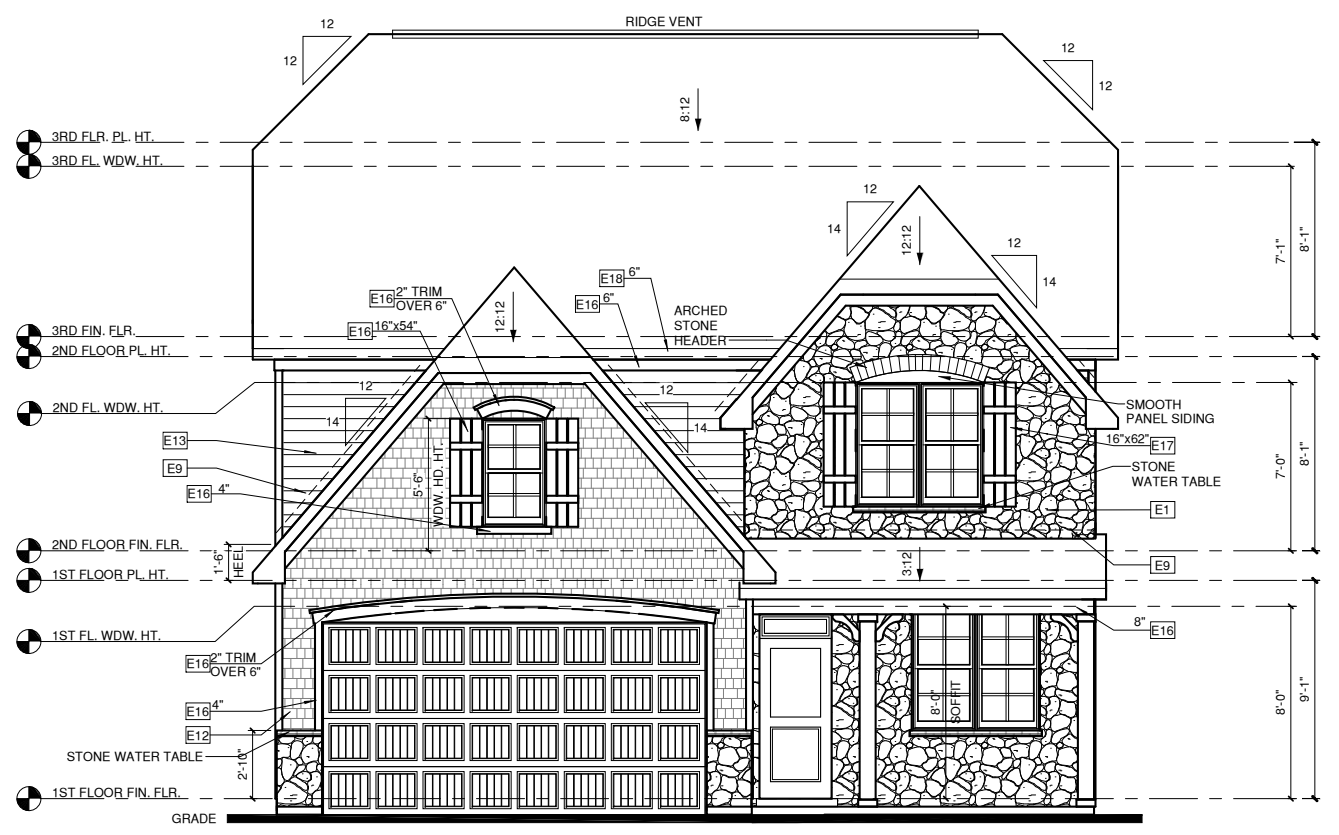 RIDGE VENT
12
12
12
12
8:12
3RD FLR. PL. HT.
3RD FL. WDW. HT.
12
14
12:12
12
14
7'-1"
8'-1"
E18 6"
E16 6"
E16 2" TRIM
OVER 6"
E16 16"x54"
12:12
ARCHED
STONE
HEADER
3RD FIN. FLR.
2ND FLOOR PL. HT.
12
14
12
14
2ND FL. WDW. HT.
SMOOTH
PANEL SIDING
16"x62" E17
STONE
WATER TABLE
E13
E9
E16 4"
5'-6"
WDW. HD. HT.
7'-0"
8'-1"
E1
2ND FLOOR FIN. FLR.
1'-6"
HEEL
3:12
E9
1ST FLOOR PL. HT.
8"
E16
1ST FL. WDW. HT.
E16 2" TRIM
OVER 6"
E16 4"
E12
STONE WATER TABLE
2'-10"
8'-0"
SOFFIT
8'-0"
9'-1"
1ST FLOOR FIN. FLR.
GRADE